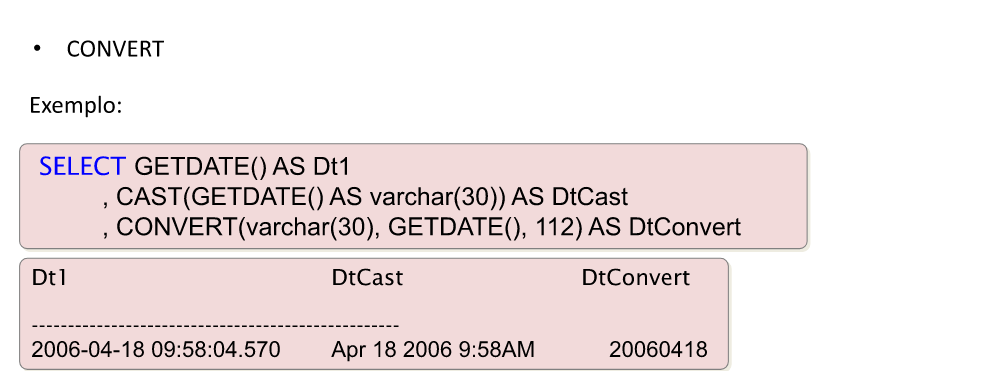 • CONVERT
Exemplo:
SELECT GETDATE() AS Dt1
, CAST(GETDATE() AS varchar(30)) AS DtCast
, CONVERT(varchar(30), GETDATE(), 112) AS DtConvert
Dt1 DtCast DtConvert
---------------------------------------------------
2006-04-18 09:58:04.570 Apr 18 2006 9:58AM 20060418